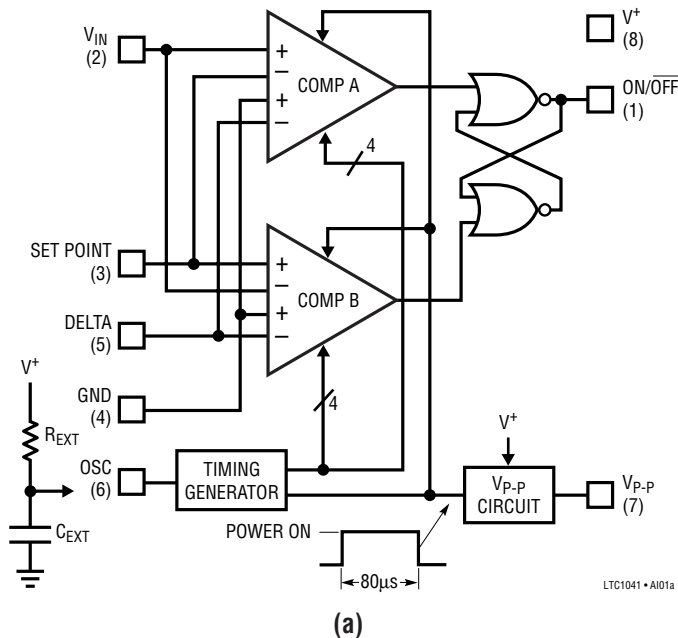 V+
(8)
VIN
(2)
+
−
+
−
COMP A
ON/OFF
(1)
4
SET POINT
(3)
+
−
+
−
COMP B
DELTA
(5)
V+
GND
(4)
4
REXT
OSC
(6)
TIMING
GENERATOR
V+
VP-P
CIRCUIT
VP-P
(7)
CEXT
POWER ON
80µs
LTC1041 • AI01a
(a)